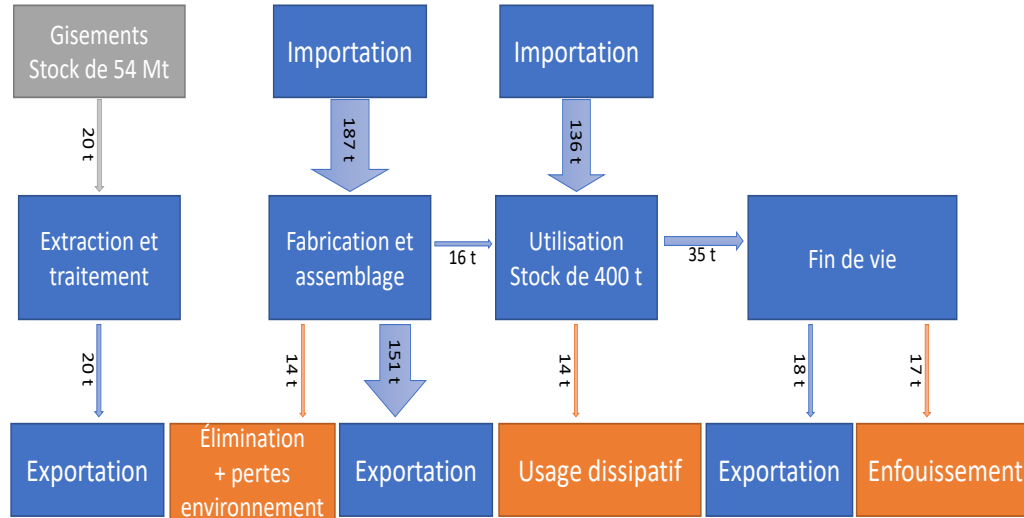 Gisements
Stock de 54 Mt
Importation
Importation
20 t
187 t
136 t
Extraction et
traitement
Fabrication et
assemblage
16 t
Utilisation
Stock de 400 t
35 t
Fin de vie
20 t
14 t
151 t
14 t
18 t
17 t
Exportation
Élimination
+ pertes
environnement
Exportation
Usage dissipatif
Exportation
Enfouissement